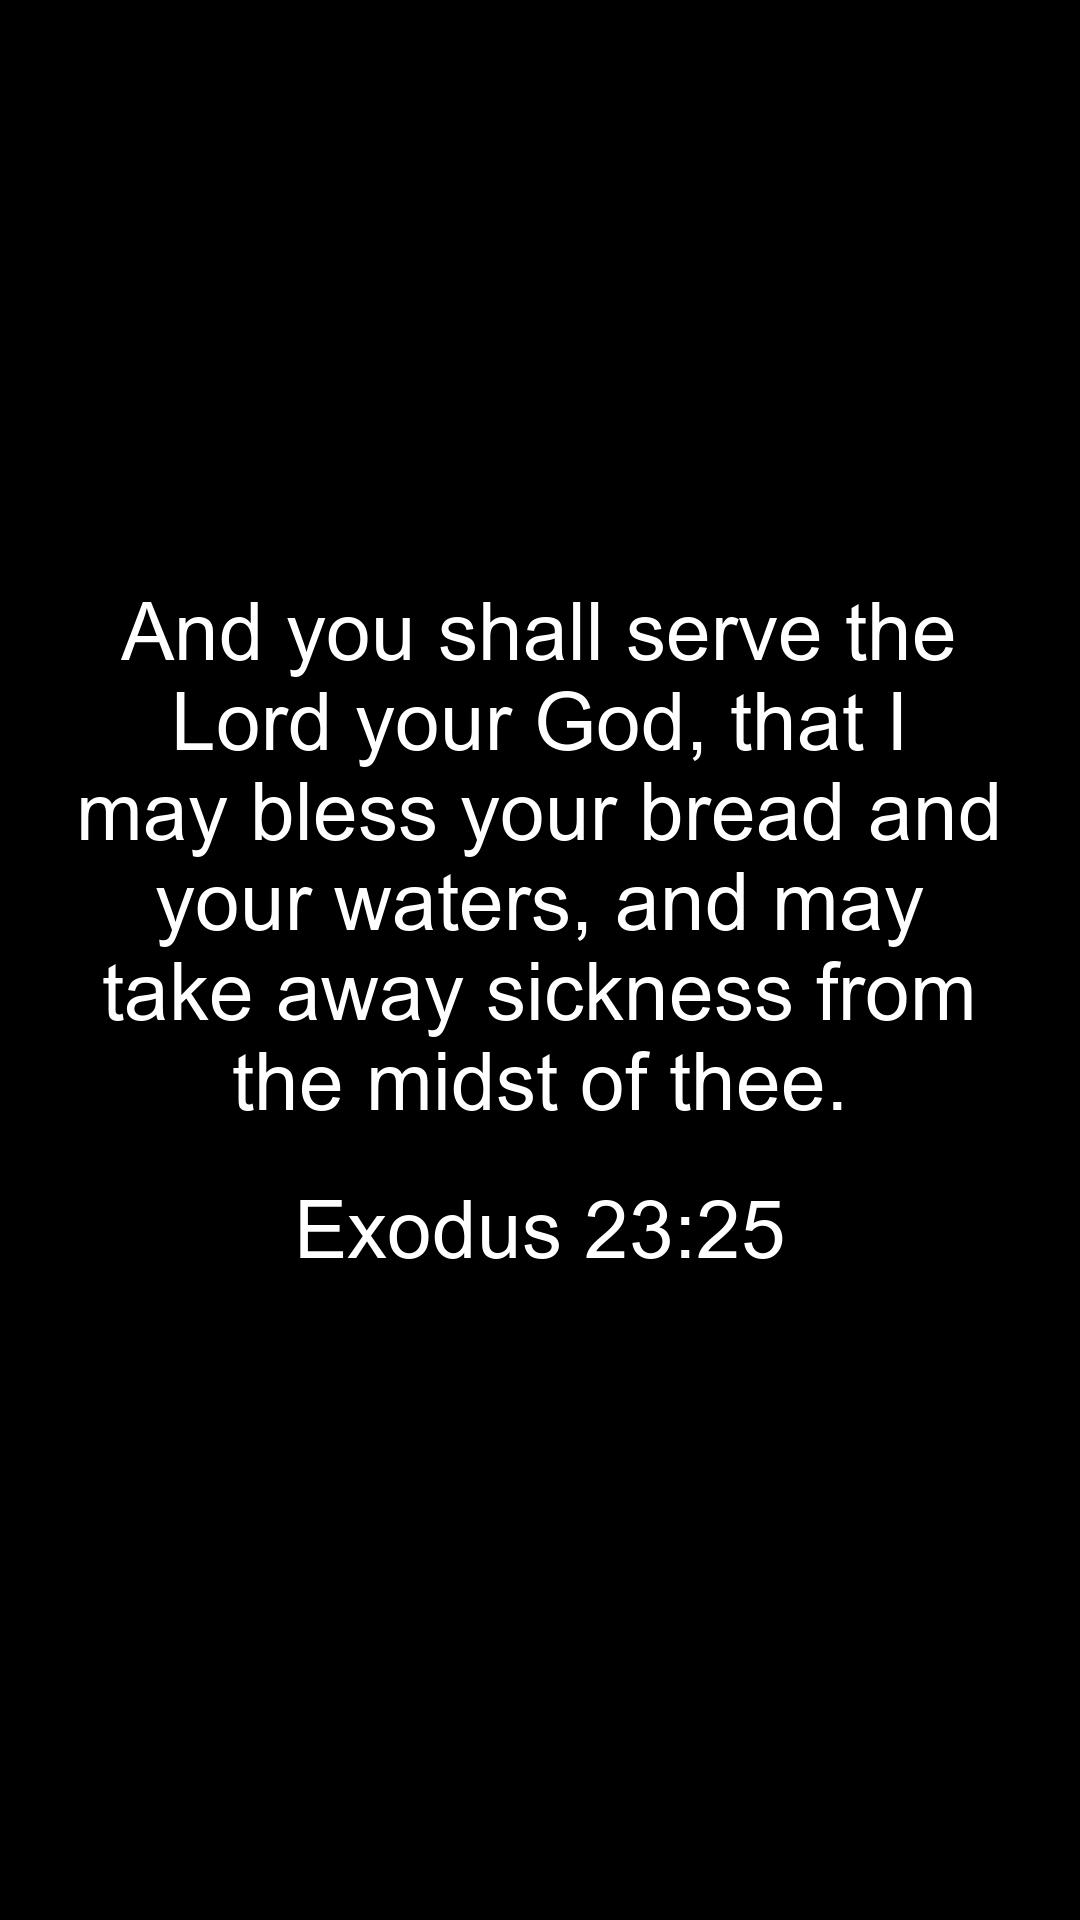 And you shall serve the
Lord your God, that I
may bless your bread and
your waters, and may
take away sickness from
the midst of thee.
Exodus 23:25